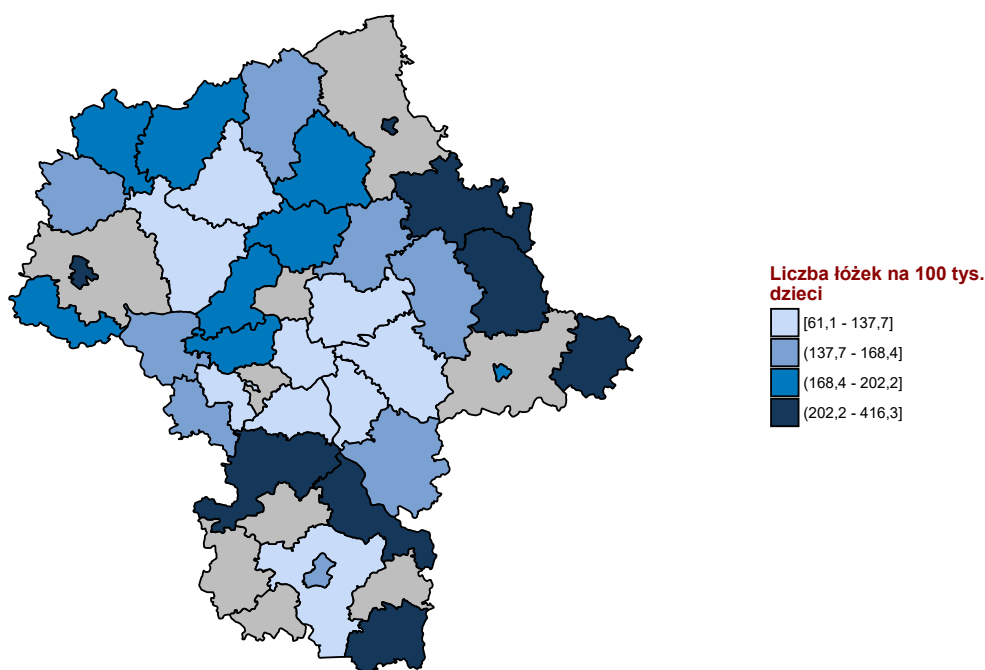 Liczba łóżek na 100 tys.
dzieci
[61,1 - 137,7]
(137,7 - 168,4]
(168,4 - 202,2]
(202,2 - 416,3]